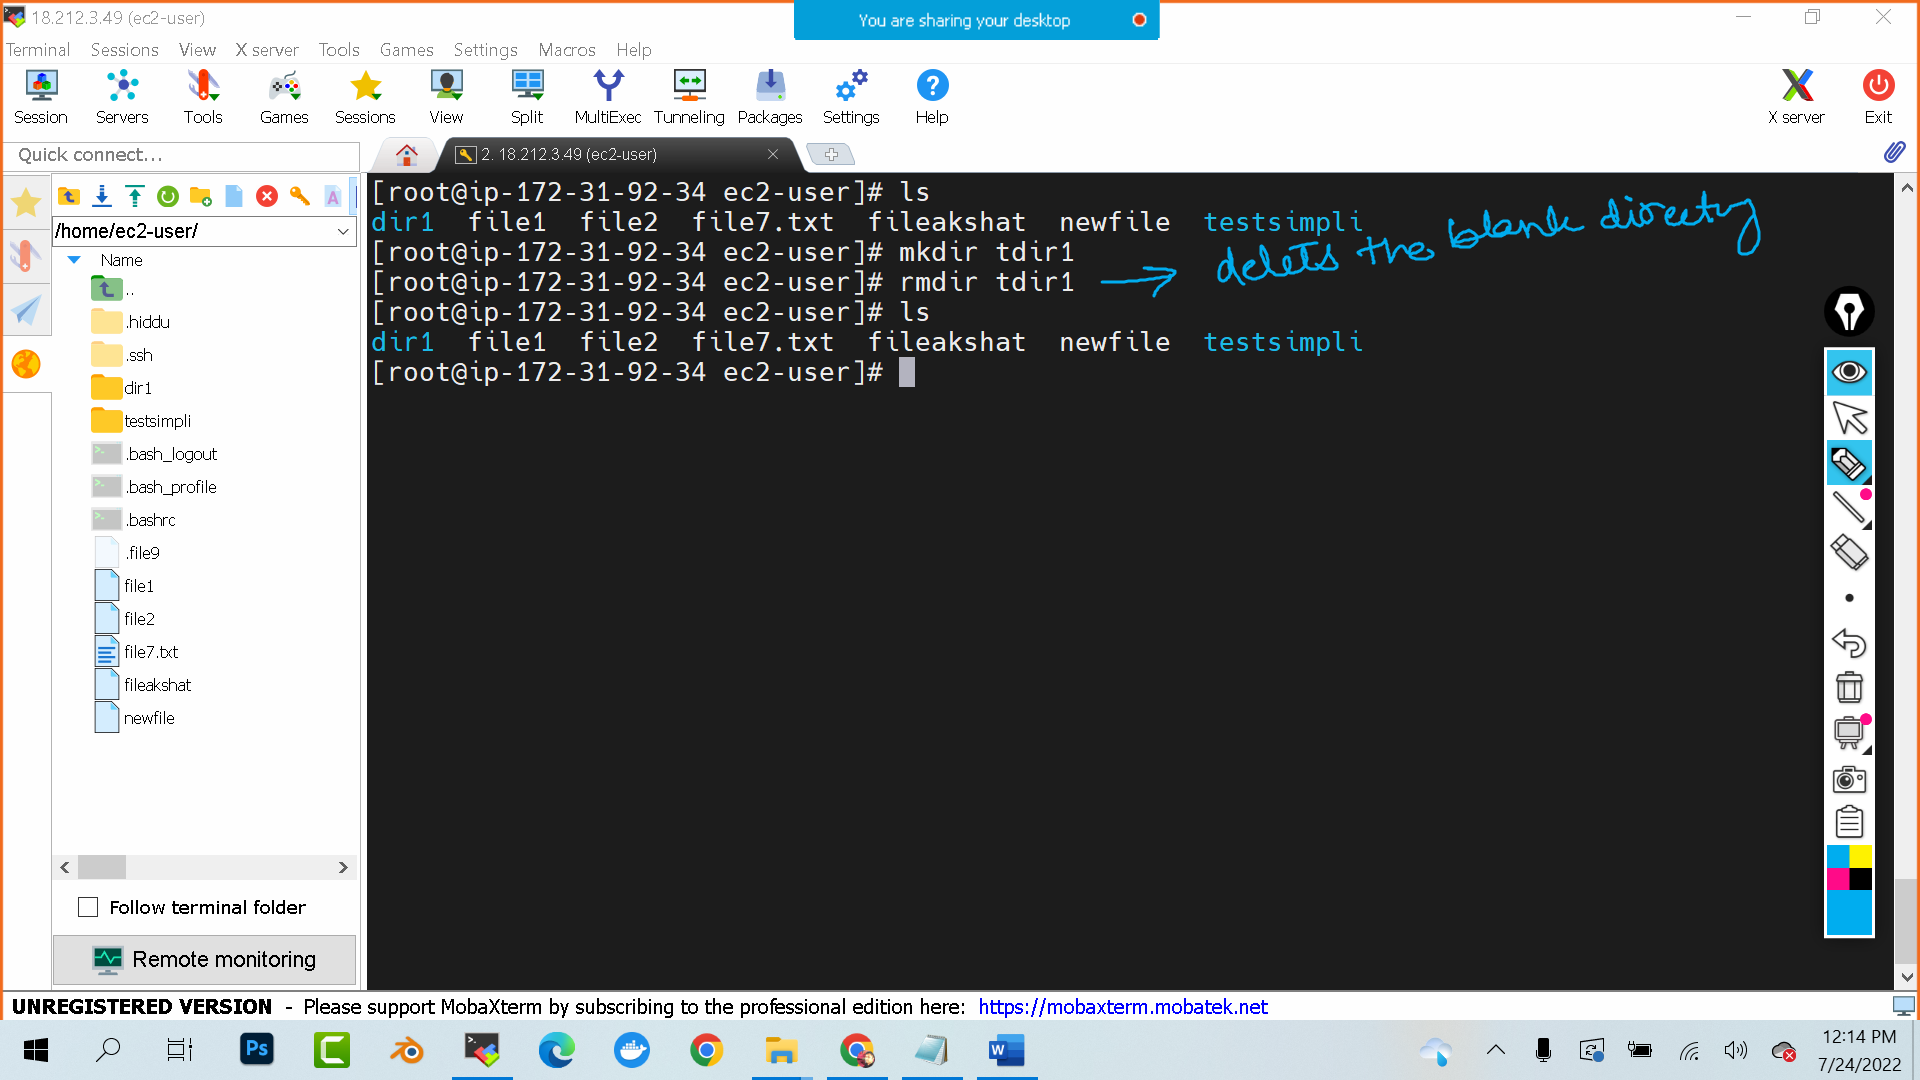 18.212.3.49 (ec2-user)
You are sharing your desktop
Terminal Sessions View X server Tools Games Settings Macros Help
Session Servers Tools Games Sessions View Split MultiExec Tunneling Packages Settings Help X server Exit
Quick connect...
2. 18.212.3.49 (ec2-user)
/home/ec2-user/
Name
..
.hiddu
.ssh
dir1
testsimpli
.bash_logout
.bash_profile
.bashrc
.file9
file1
file2
file7.txt
fileakshat
newfile
Follow terminal folder
Remote monitoring
[root@ip-172-31-92-34 ec2-user]# ls
dir1 file1 file2 file7.txt fileakshat newfile testsimpli
[root@ip-172-31-92-34 ec2-user]# mkdir tdir1
[root@ip-172-31-92-34 ec2-user]# rmdir tdir1
delets the blank directy
[root@ip-172-31-92-34 ec2-user]# ls
dir1 file1 file2 file7.txt fileakshat newfile testsimpli
[root@ip-172-31-92-34 ec2-user]#
UNREGISTERED VERSION - Please support MobaXterm by subscribing to the professional edition here: https://mobaxterm.mobatek.net
Ps
W
12:14 PM
7/24/2022